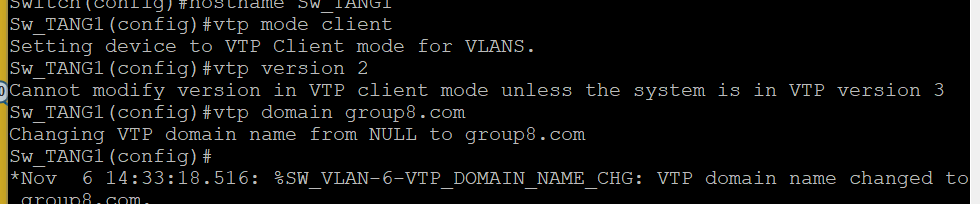 Switch(config)#hostname Sw_TANG1
Sw_TANG1(config)#vtp mode client
Setting device to VTP Client mode for VLANS.
Sw_TANG1(config)#vtp version 2
Cannot modify version in VTP client mode unless the system is in VTP version 3
Sw_TANG1(config)#vtp domain group8.com
Changing VTP domain name from NULL to group8.com
Sw_TANG1(config)#
*Nov  6 14:33:18.516: %SW_VLAN-6-VTP_DOMAIN_NAME_CHG: VTP domain name changed to
group8.com.